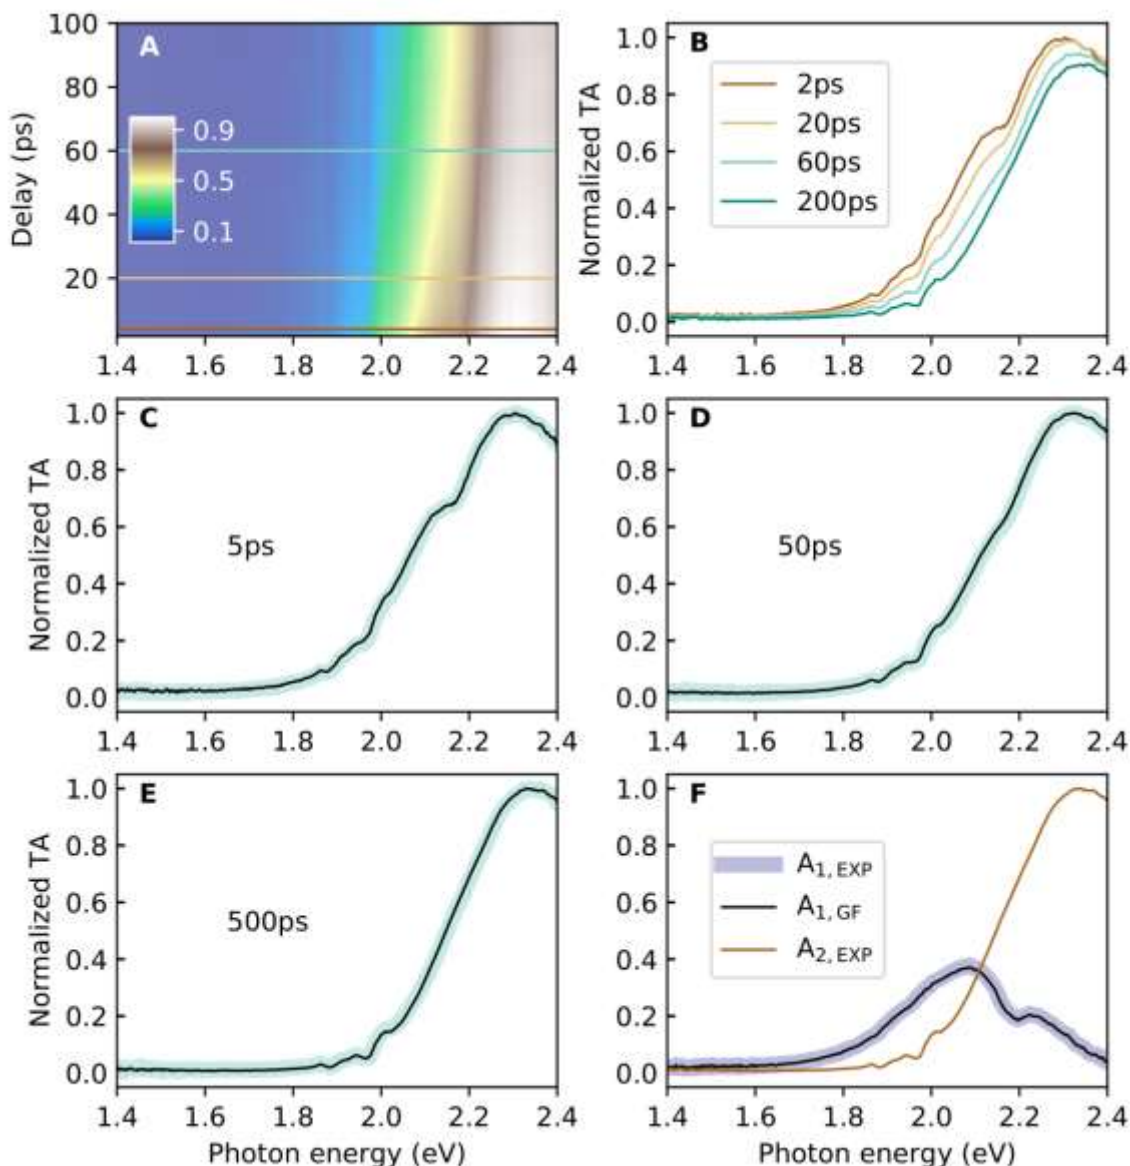 A
Delay (ps)
100
80
60
40
20
0.9
0.5
0.1
1.4 1.6 1.8 2.0 2.2 2.4
B
Normalized TA
1.0
0.8
0.6
0.4
0.2
0.0
2ps
20ps
60ps
200ps
1.4 1.6 1.8 2.0 2.2 2.4
C
Normalized TA
1.0
0.8
0.6
0.4
0.2
0.0
5ps
1.4 1.6 1.8 2.0 2.2 2.4
D
1.0
0.8
0.6
0.4
0.2
0.0
50ps
1.4 1.6 1.8 2.0 2.2 2.4
E
Normalized TA
1.0
0.8
0.6
0.4
0.2
0.0
500ps
1.4 1.6 1.8 2.0 2.2 2.4
Photon energy (eV)
F
1.0
0.8
0.6
0.4
0.2
0.0
A1, EXP
A1, GF
A2, EXP
1.4 1.6 1.8 2.0 2.2 2.4
Photon energy (eV)